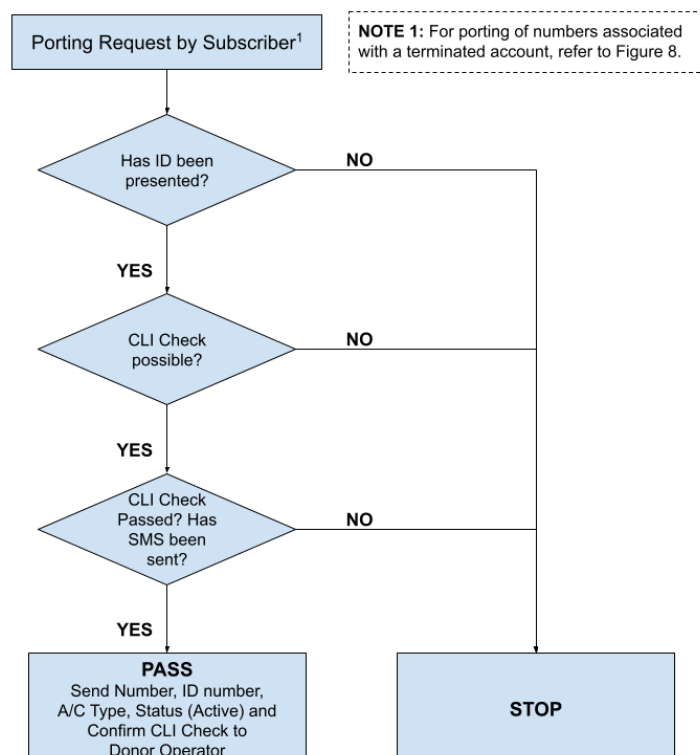 Porting Request by Subscriber¹
NOTE 1: For porting of numbers associated
with a terminated account, refer to Figure 8.
Has ID been
presented?
NO
YES
CLI Check
possible?
NO
YES
CLI Check
Passed? Has
SMS been
sent?
NO
YES
PASS
Send Number, ID number,
A/C Type, Status (Active) and
Confirm CLI Check to
Donor Operator
STOP